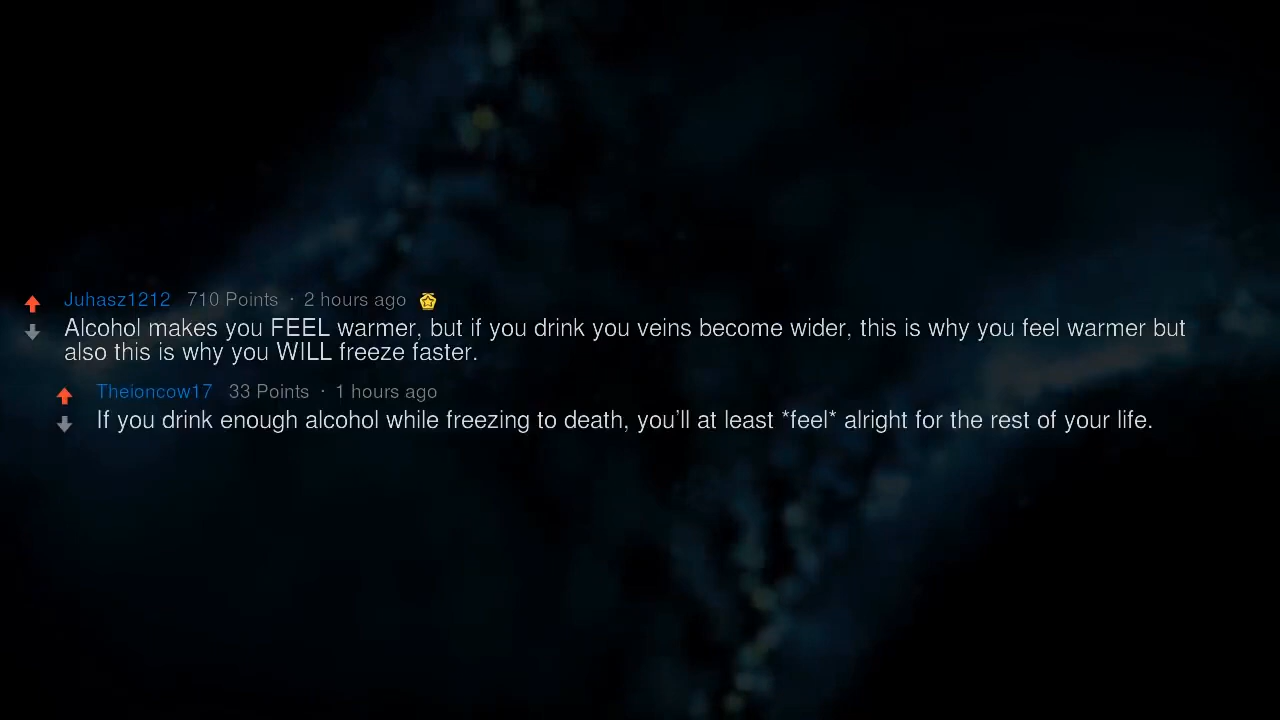 Juhasz1212 710 Points · 2 hours ago
Alcohol makes you FEEL warmer, but if you drink you veins become wider, this is why you feel warmer but
also this is why you WILL freeze faster.
Theioncow17 33 Points · 1 hours ago
If you drink enough alcohol while freezing to death, you'll at least *feel* alright for the rest of your life.